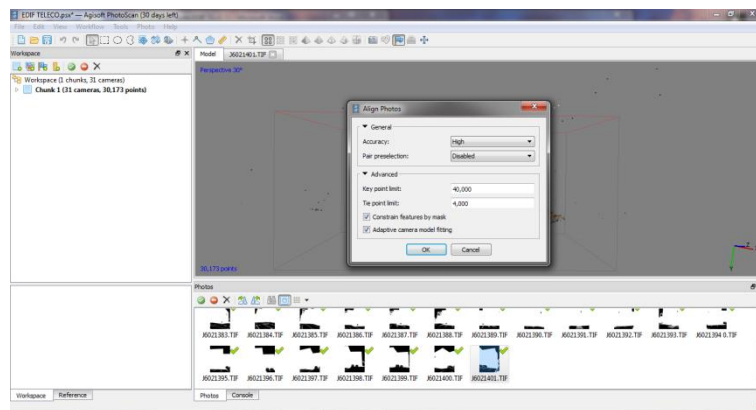 EDIF TELECO.psx* — Agisoft PhotoScan (30 days left)
File Edit View Workflow Tools Photo Help
Workspace
Workspace (1 chunks, 31 cameras)
Chunk 1 (31 cameras, 30,173 points)
Model J6021401.TIF
Perspective 30°
Align Photos
General
Accuracy: High
Pair preselection: Disabled
Advanced
Key point limit: 40,000
Tie point limit: 4,000
Constrain features by mask
Adaptive camera model fitting
OK Cancel
30,173 points
Photos
J6021383.TIF J6021384.TIF J6021385.TIF J6021386.TIF J6021387.TIF J6021388.TIF J6021389.TIF J6021390.TIF J6021391.TIF J6021392.TIF J6021393.TIF J6021394 0.TIF
J6021395.TIF J6021396.TIF J6021397.TIF J6021398.TIF J6021399.TIF J6021400.TIF J6021401.TIF
Workspace Reference
Photos Console